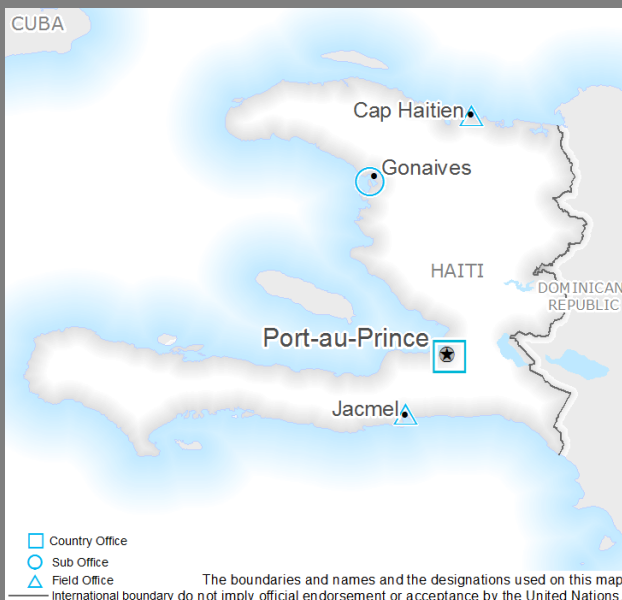 CUBA
Cap Haitien
Gonaives
HAITI
DOMINICAN
REPUBLIC
Port-au-Prince
Jacmel
Country Office
Sub Office
Field Office
The boundaries and names and the designations used on this map
International boundary do not imply official endorsement or acceptance by the United Nations